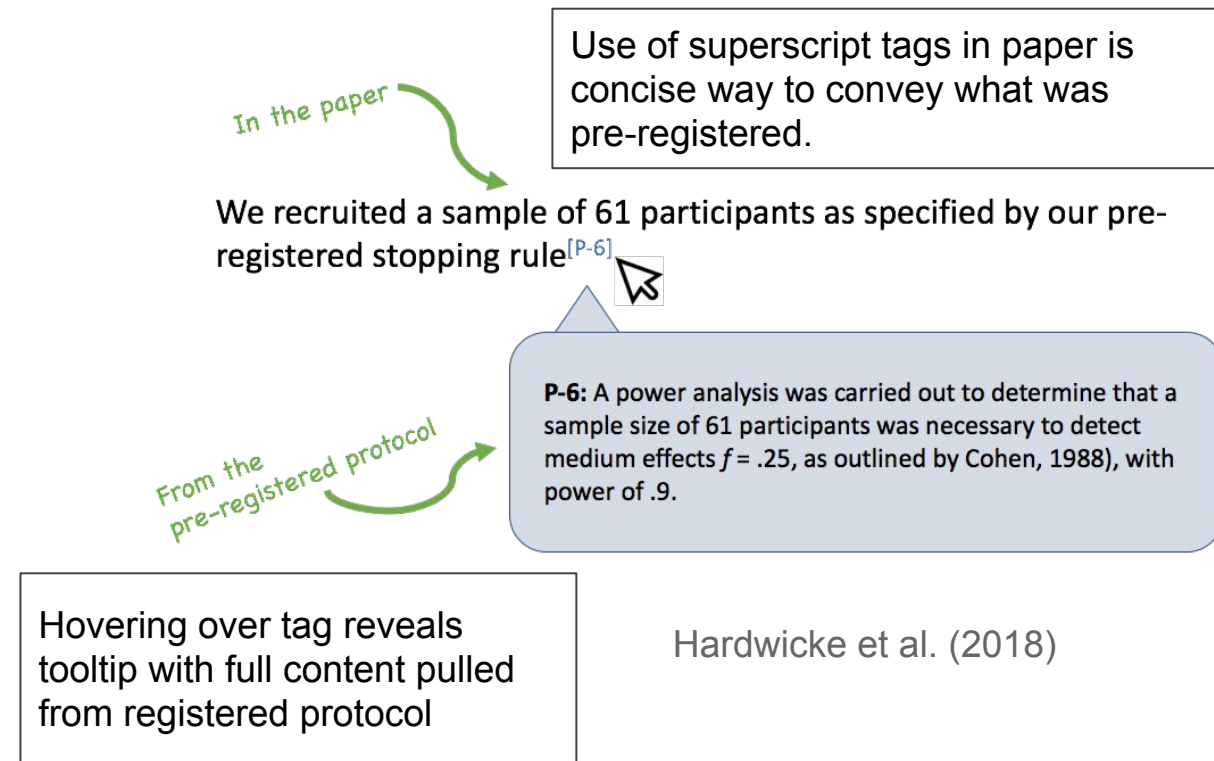 Use of superscript tags in paper is
concise way to convey what was
pre-registered.
In the paper
We recruited a sample of 61 participants as specified by our pre-
registered stopping rule[P-6]
P-6: A power analysis was carried out to determine that a
sample size of 61 participants was necessary to detect
medium effects f = .25, as outlined by Cohen, 1988), with
power of .9.
From the
pre-registered protocol
Hovering over tag reveals
tooltip with full content pulled
from registered protocol
Hardwicke et al. (2018)